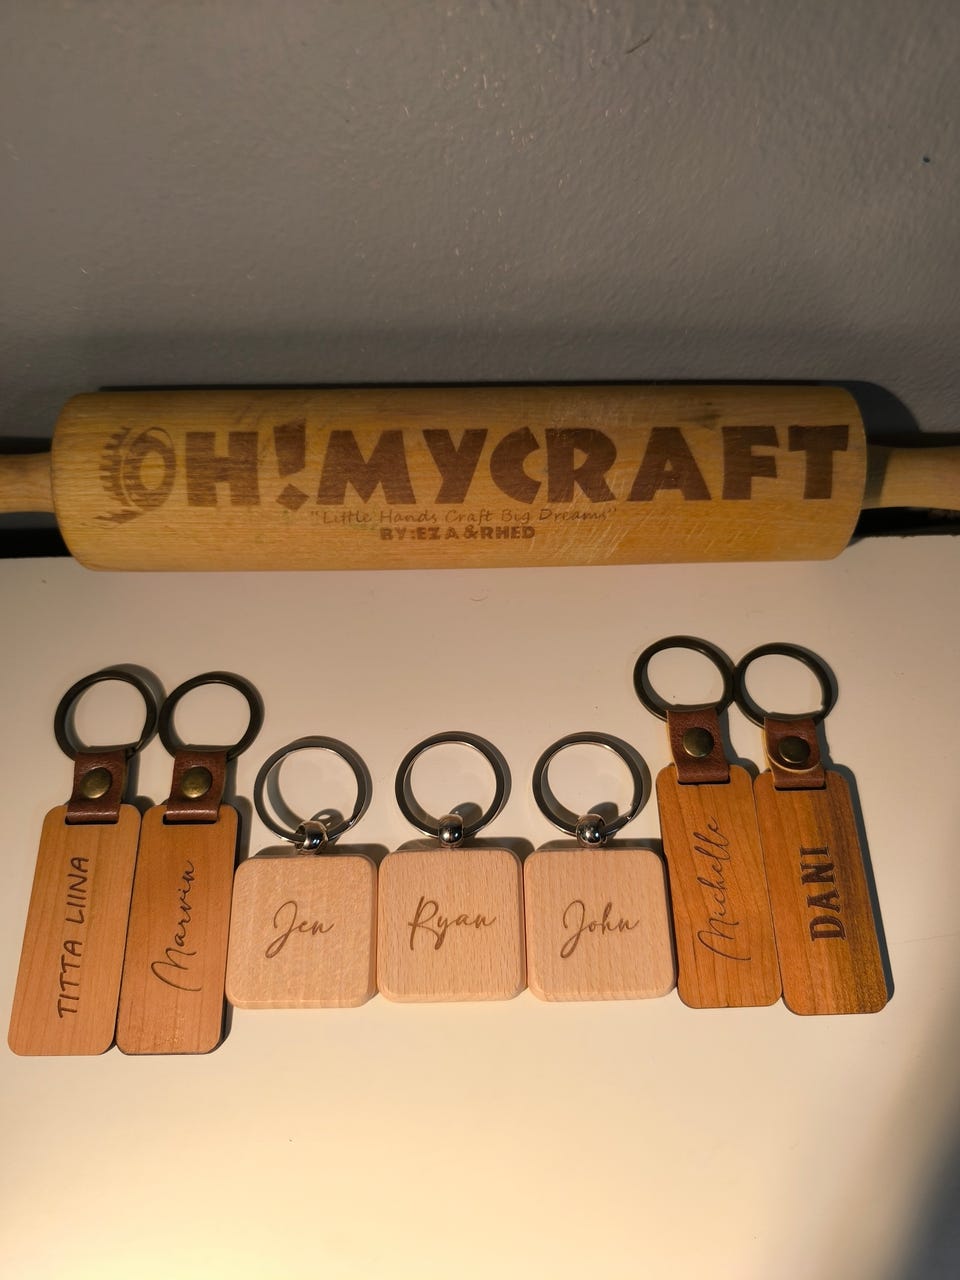 OH!MYCRAFT
"Little Hands Craft Big Dreams"
BY:EZA&RHED
TITTA LIINA
Marvin
Jen
Ryan
John
Michelle
DANI